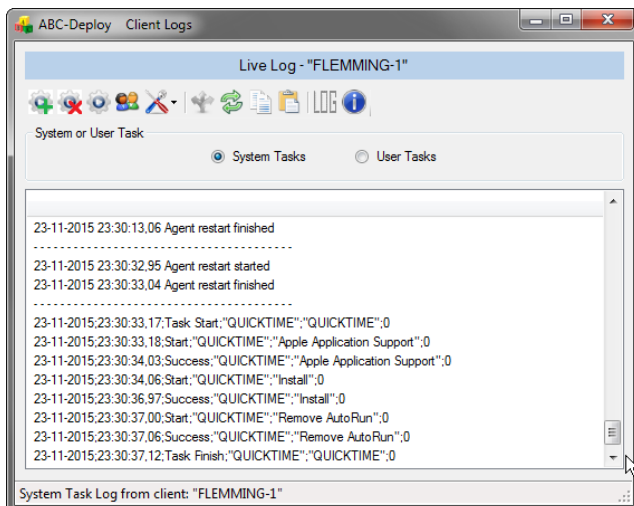 ABC-Deploy Client Logs
Live Log - "FLEMMING-1"
LOG
System or User Task
System Tasks User Tasks
23-11-2015 23:30:13,06 Agent restart finished
- - - - - - - - - - - - - - - - - - - - - - - - - - - - - - - - - - - - - -
23-11-2015 23:30:32,95 Agent restart started
23-11-2015 23:30:33,04 Agent restart finished
- - - - - - - - - - - - - - - - - - - - - - - - - - - - - - - - - - - - - -
23-11-2015;23:30:33,17;Task Start;"QUICKTIME";"QUICKTIME";0
23-11-2015;23:30:33,18;Start;"QUICKTIME";"Apple Application Support";0
23-11-2015;23:30:34,03;Success;"QUICKTIME";"Apple Application Support";0
23-11-2015;23:30:34,06;Start;"QUICKTIME";"Install";0
23-11-2015;23:30:36,97;Success;"QUICKTIME";"Install";0
23-11-2015;23:30:37,00;Start;"QUICKTIME";"Remove AutoRun";0
23-11-2015;23:30:37,06;Success;"QUICKTIME";"Remove AutoRun";0
23-11-2015;23:30:37,12;Task Finish;"QUICKTIME";"QUICKTIME";0
System Task Log from client: "FLEMMING-1"